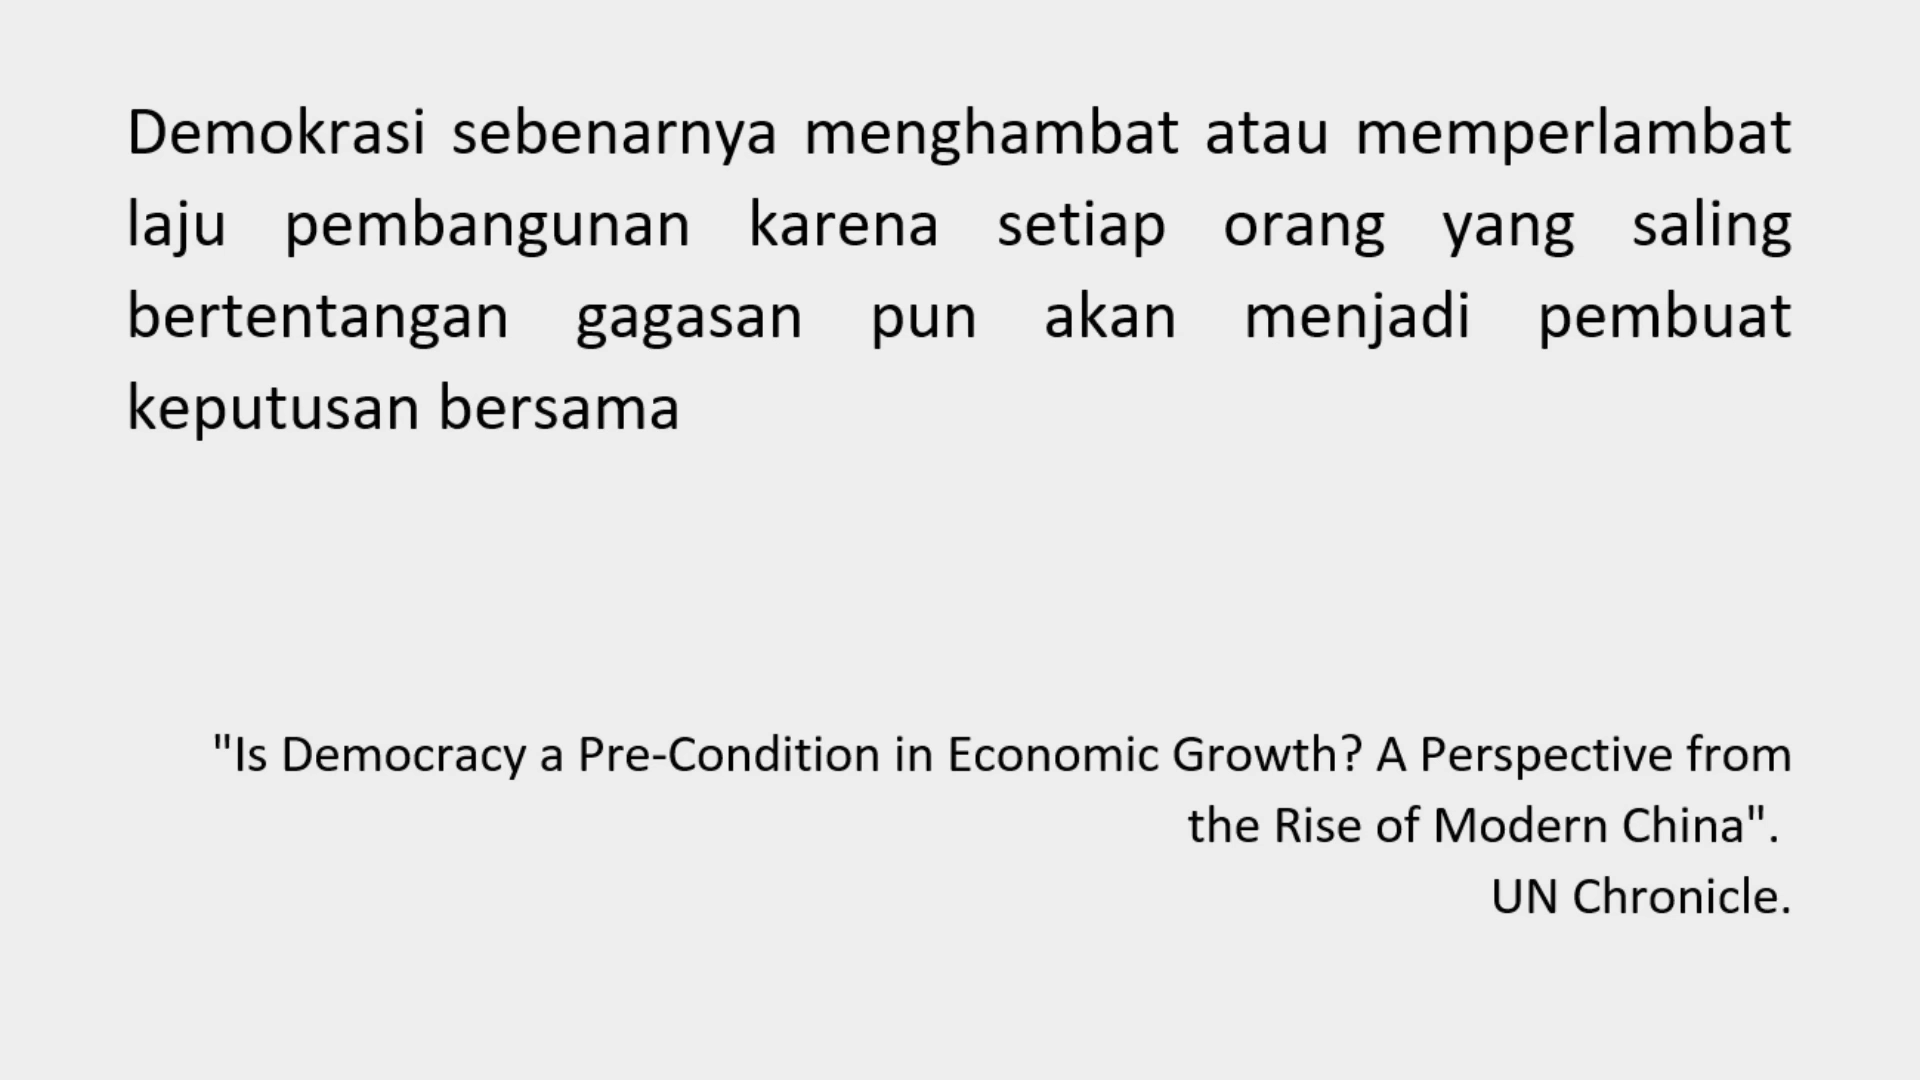 Demokrasi sebenarnya menghambat atau memperlambat
laju pembangunan karena setiap orang yang saling
bertentangan gagasan pun akan menjadi pembuat
keputusan bersama
"Is Democracy a Pre-Condition in Economic Growth? A Perspective from
the Rise of Modern China".
UN Chronicle.